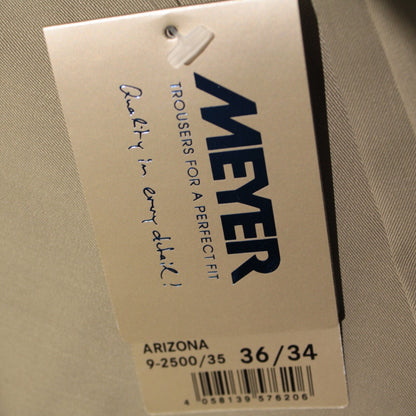 MEYER
TROUSERS FOR A PERFECT FIT
Quality in every detail!
ARIZONA
9-2500/35 36/34
4 058139 576206